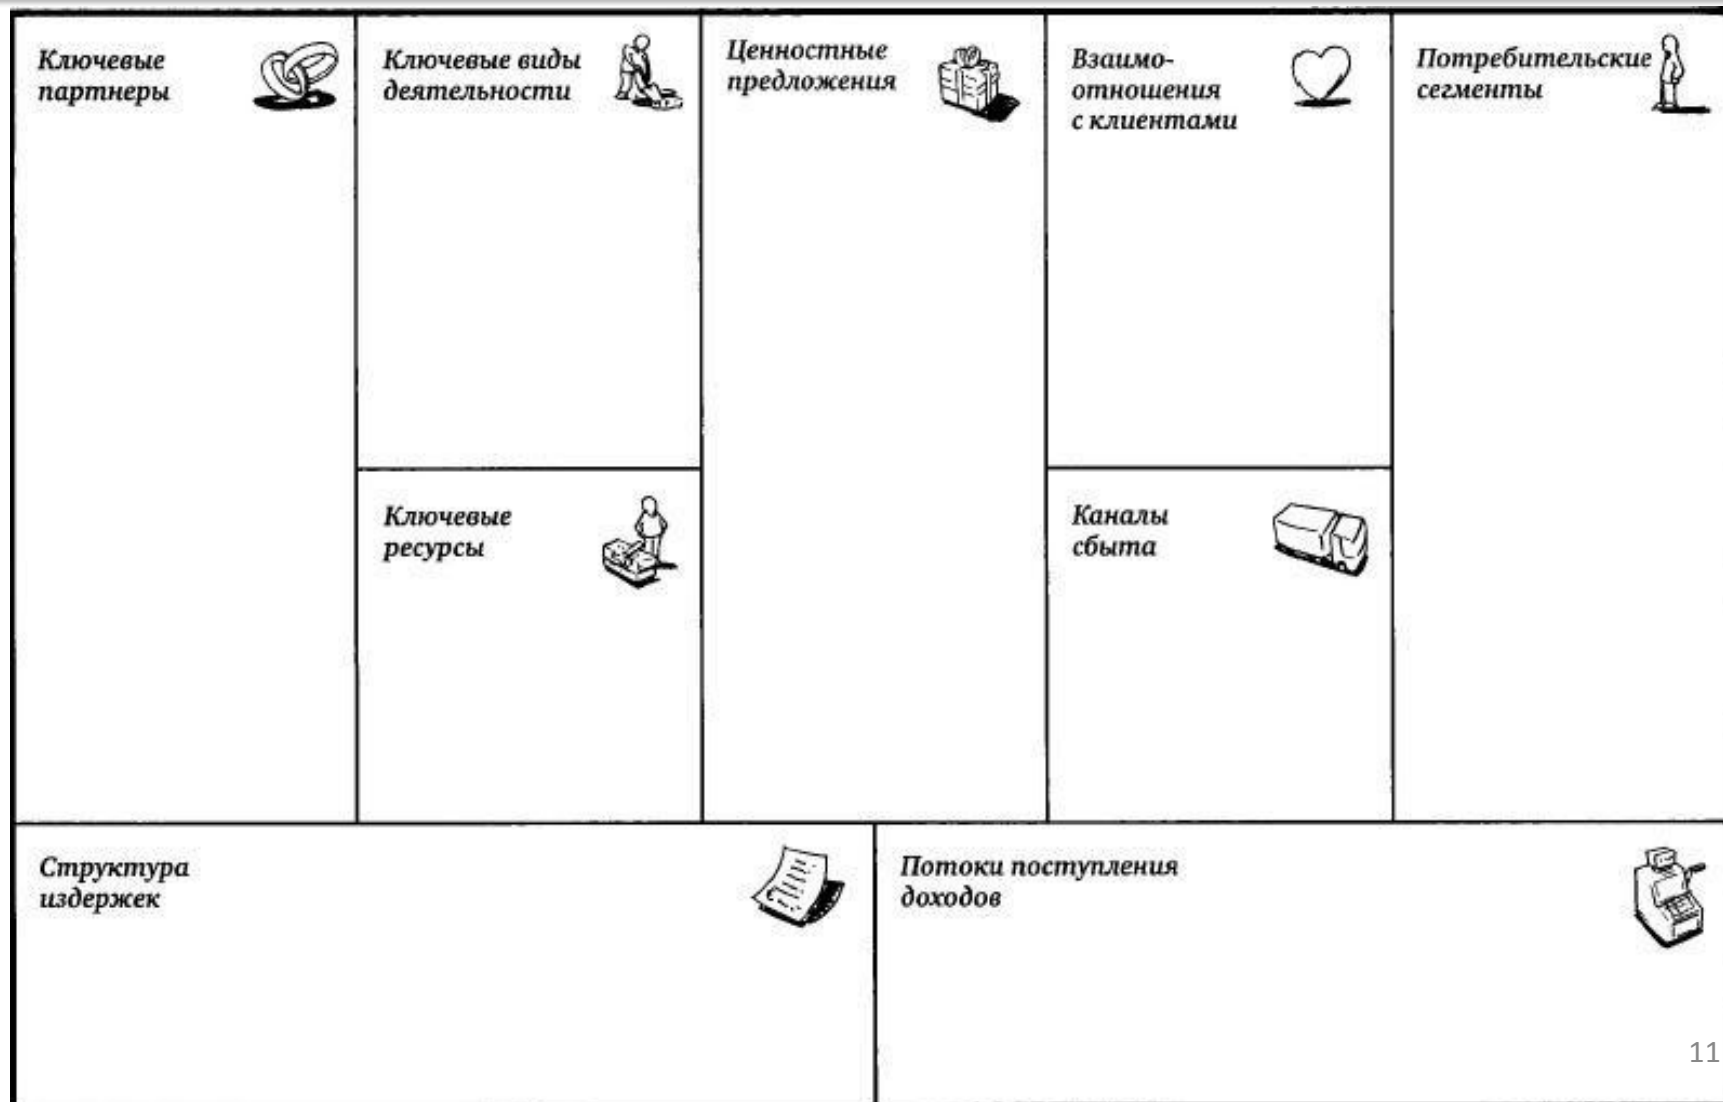 Ключевые
партнеры
Ключевые виды
деятельности
Ценностные
предложения
Взаимо-
отношения
с клиентами
Потребительские
сегменты
Ключевые
ресурсы
Каналы
сбыта
Структура
издержек
Потоки поступления
доходов
11